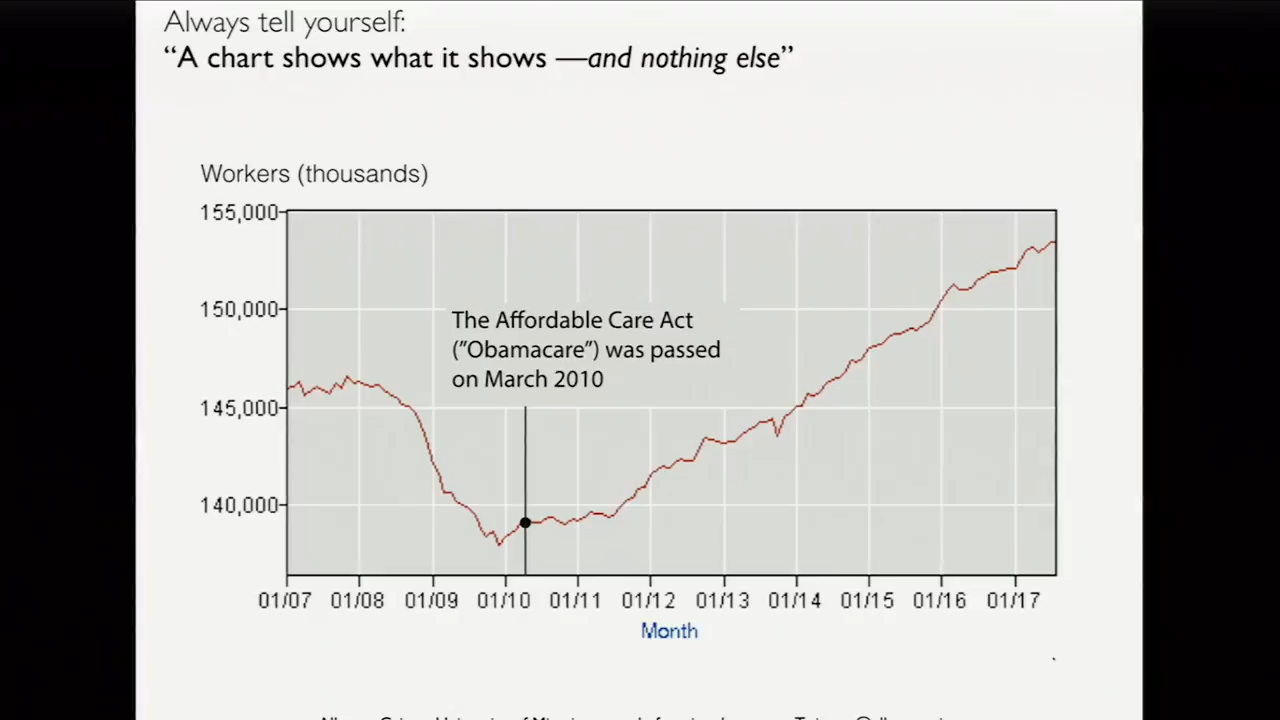 Always tell yourself:
“A chart shows what it shows —and nothing else”
Workers (thousands)
155,000
150,000
The Affordable Care Act
("Obamacare") was passed
on March 2010
145,000
140,000
01/07 01/08 01/09 01/10 01/11 01/12 01/13 01/14 01/15 01/16 01/17
Month